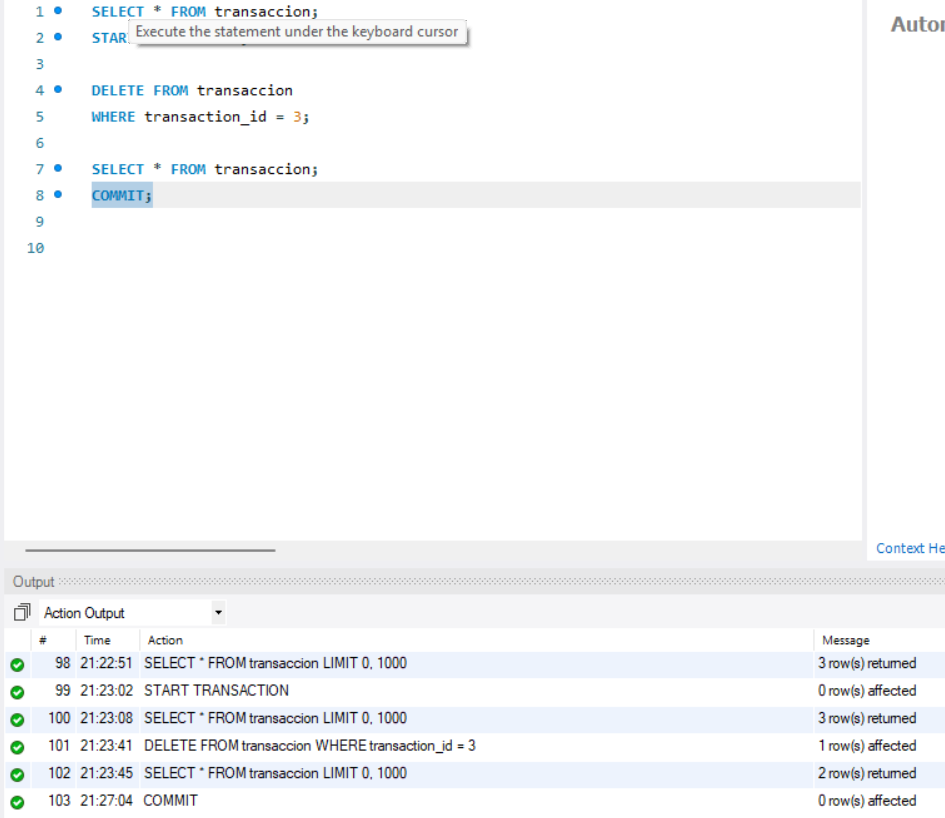 1 SELECT * FROM transaccion;
Execute the statement under the keyboard cursor
2 STAR
3
4 DELETE FROM transaccion
5 WHERE transaction_id = 3;
6
7 SELECT * FROM transaccion;
8 COMMIT;
9
10
Autom
Context He
Output
Action Output
# Time Action Message
98 21:22:51 SELECT * FROM transaccion LIMIT 0, 1000 3 row(s) returned
99 21:23:02 START TRANSACTION 0 row(s) affected
100 21:23:08 SELECT * FROM transaccion LIMIT 0, 1000 3 row(s) returned
101 21:23:41 DELETE FROM transaccion WHERE transaction_id = 3 1 row(s) affected
102 21:23:45 SELECT * FROM transaccion LIMIT 0, 1000 2 row(s) returned
103 21:27:04 COMMIT 0 row(s) affected